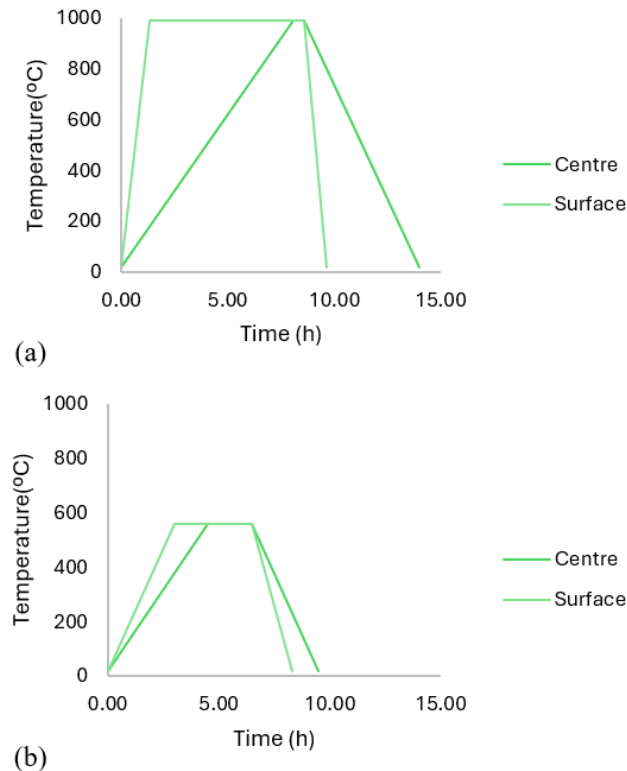 1000
800
600
400
200
0
Temperature(ºC)
0.00 5.00 10.00 15.00
Time (h)
Centre
Surface
(a)
1000
800
600
400
200
0
Temperature(ºC)
0.00 5.00 10.00 15.00
Time (h)
Centre
Surface
(b)